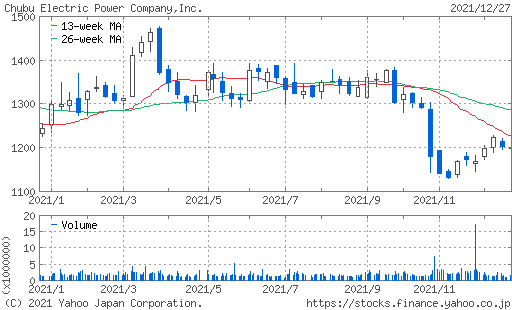 Chubu Electric Power Company,Inc. 2021/12/27
1500
13-week MA
26-week MA
1400
1300
1200
1100
2021/1 2021/3 2021/5 2021/7 2021/9 2021/11
20
Volume
15
10
5
0
(x1000000)
2021/1 2021/3 2021/5 2021/7 2021/9 2021/11
(C) 2021 Yahoo Japan Corporation. https://stocks.finance.yahoo.co.jp/